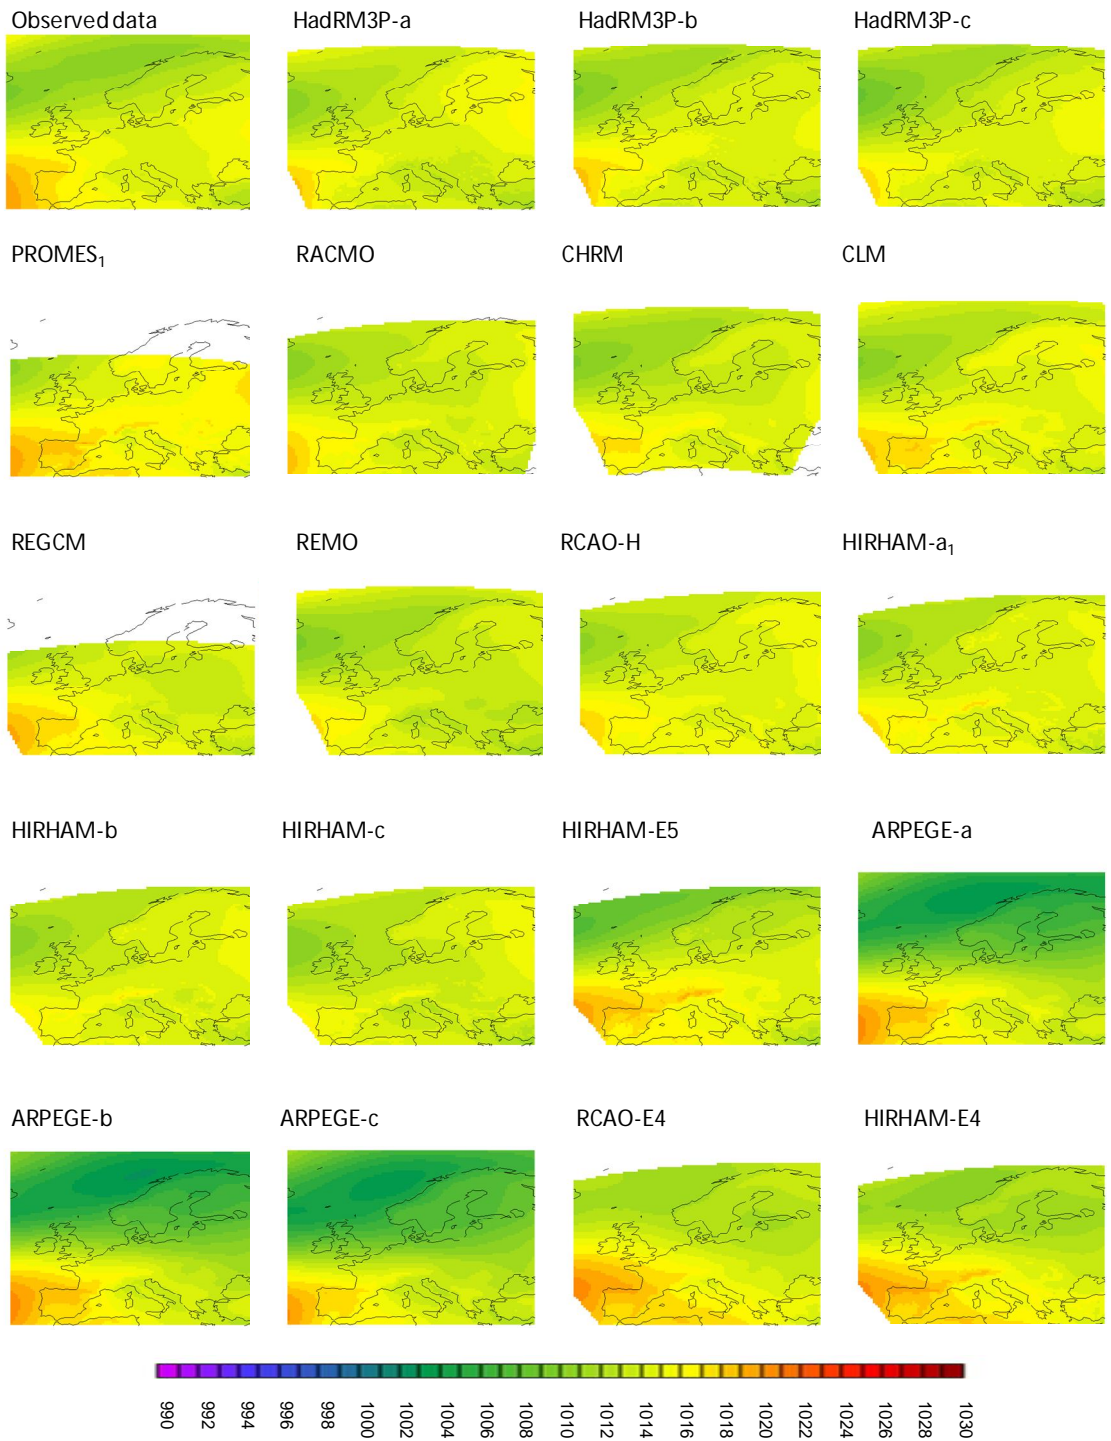 Observed data HadRM3P-a HadRM3P-b HadRM3P-c
PROMES₁ RACMO CHRM CLM
REGCM REMO RCAO-H HIRHAM-a₁
HIRHAM-b HIRHAM-c HIRHAM-E5 ARPEGE-a
ARPEGE-b ARPEGE-c RCAO-E4 HIRHAM-E4
990 992 994 996 998 1000 1002 1004 1006 1008 1010 1012 1014 1016 1018 1020 1022 1024 1026 1028 1030